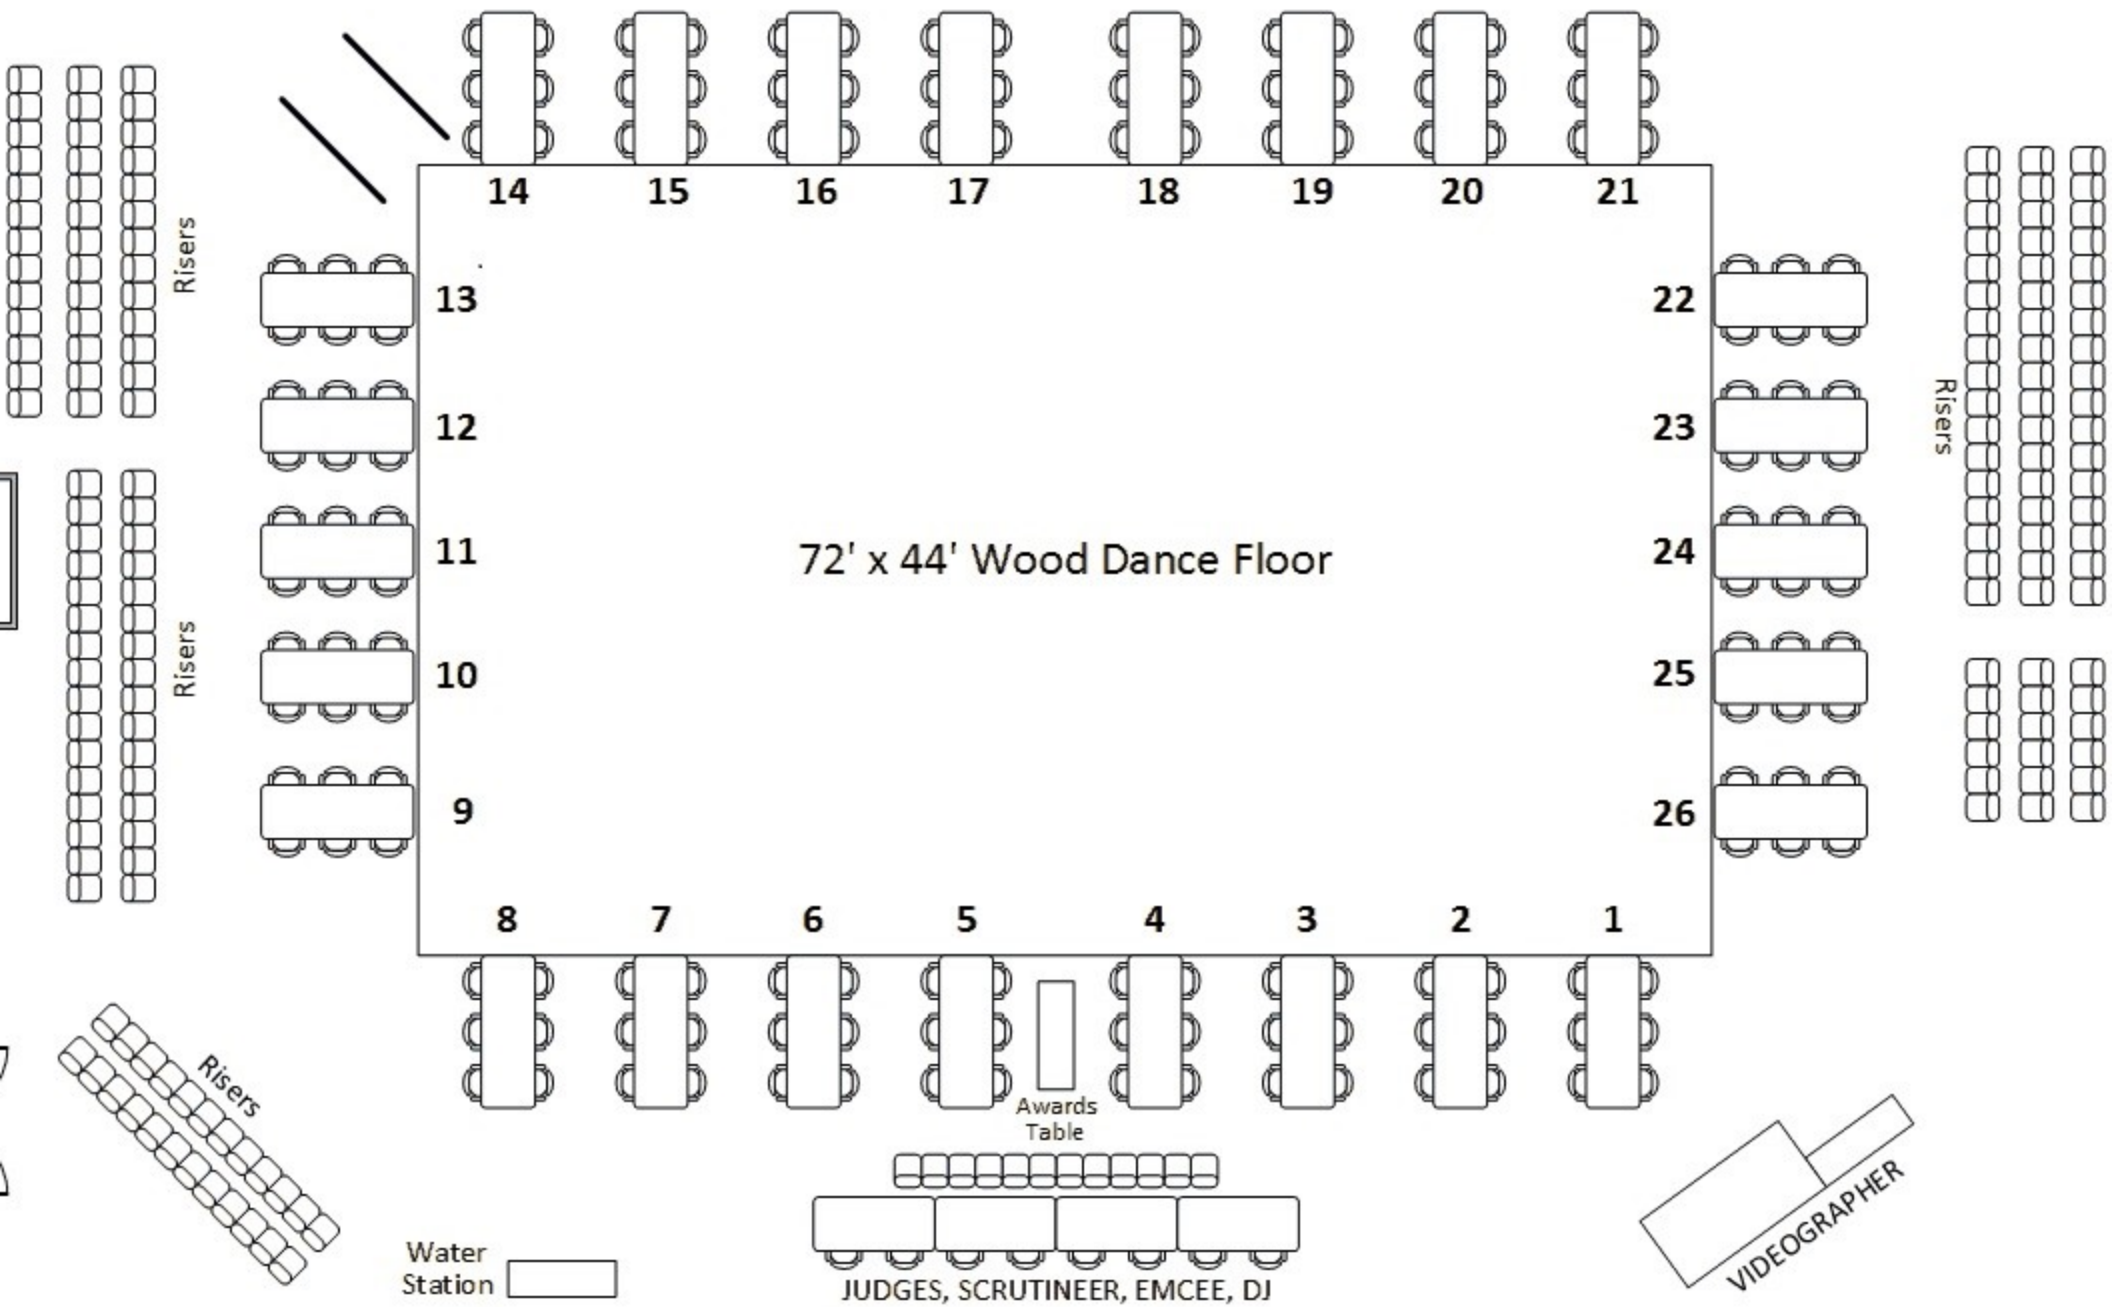 14 15 16 17 18 19 20 21
Risers
13
22
12
23
Risers
11
24
72' x 44' Wood Dance Floor
Risers
10
25
9
26
8 7 6 5 4 3 2 1
Risers
Awards
Table
Water
Station
JUDGES, SCRUTINEER, EMCEE, DJ
VIDEOGRAPHER